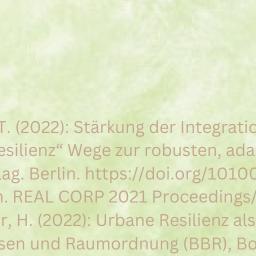 T. (2022): Stärkung der Integratio
esilienz“ Wege zur robusten, ada
ag. Berlin. https://doi.org/10100
n. REAL CORP 2021 Proceedings/
r, H. (2022): Urbane Resilienz als
sen und Raumordnung (BBR), Bo